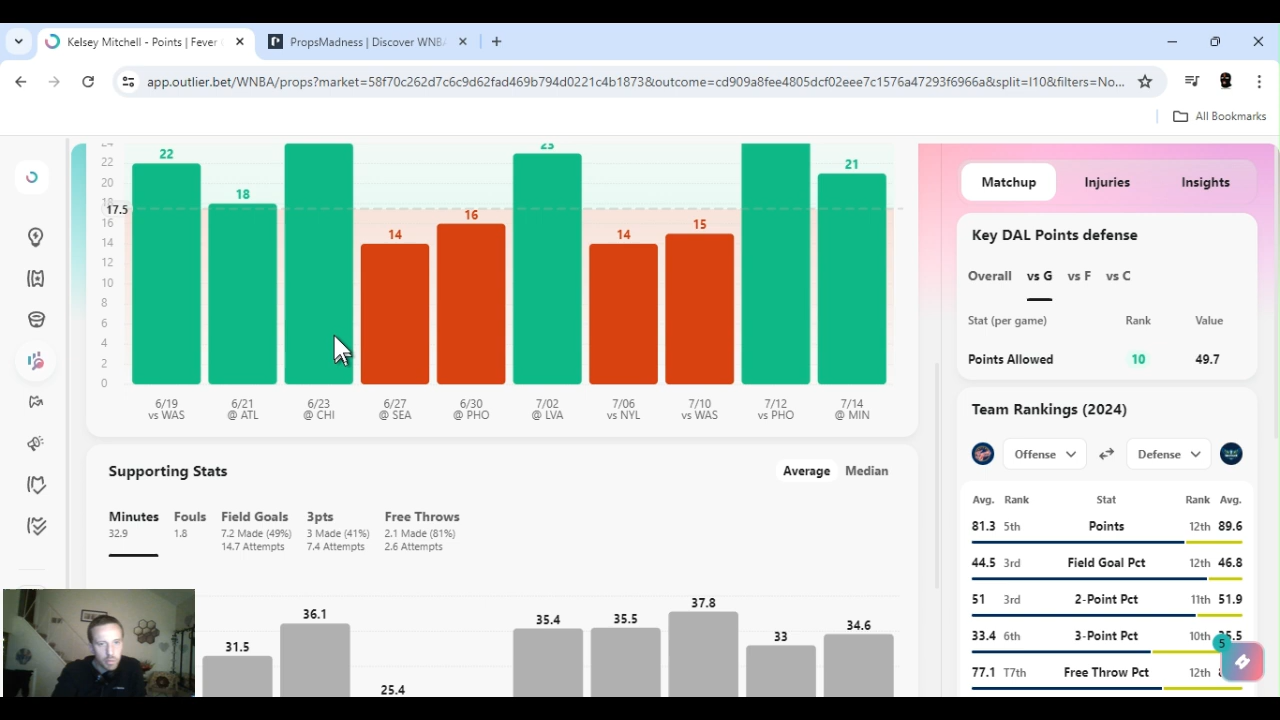 Kelsey Mitchell - Points | Fever
PropsMadness | Discover WNB
app.outlier.bet/WNBA/props?market=58f70c262d7c6c9d62fad469b794d0221c4b1873&outcome=cd909a8fee4805dcf02eee7c1576a47293f6966a&split=l10&filters=No...
All Bookmarks
24
22
20
18
17.5
16
14
12
10
8
6
4
2
0
22
18
14
16
23
14
15
21
6/19 6/21 6/23 6/27 6/30 7/02 7/06 7/10 7/12 7/14
vs WAS @ ATL @ CHI @ SEA @ PHO @ LVA vs NYL vs WAS vs PHO @ MIN
Supporting Stats
Average Median
Minutes Fouls Field Goals 3pts Free Throws
32.9 1.8 7.2 Made (49%) 3 Made (41%) 2.1 Made (81%)
14.7 Attempts 7.4 Attempts 2.6 Attempts
31.5
36.1
25.4
35.4
35.5
37.8
33
34.6
Matchup Injuries Insights
Key DAL Points defense
Overall vs G vs F vs C
Stat (per game) Rank Value
Points Allowed 10 49.7
Team Rankings (2024)
Offense Defense
Avg. Rank Stat Rank Avg.
81.3 5th Points 12th 89.6
44.5 3rd Field Goal Pct 12th 46.8
51 3rd 2-Point Pct 11th 51.9
33.4 6th 3-Point Pct 10th 5.5
5
77.1 T7th Free Throw Pct 12th